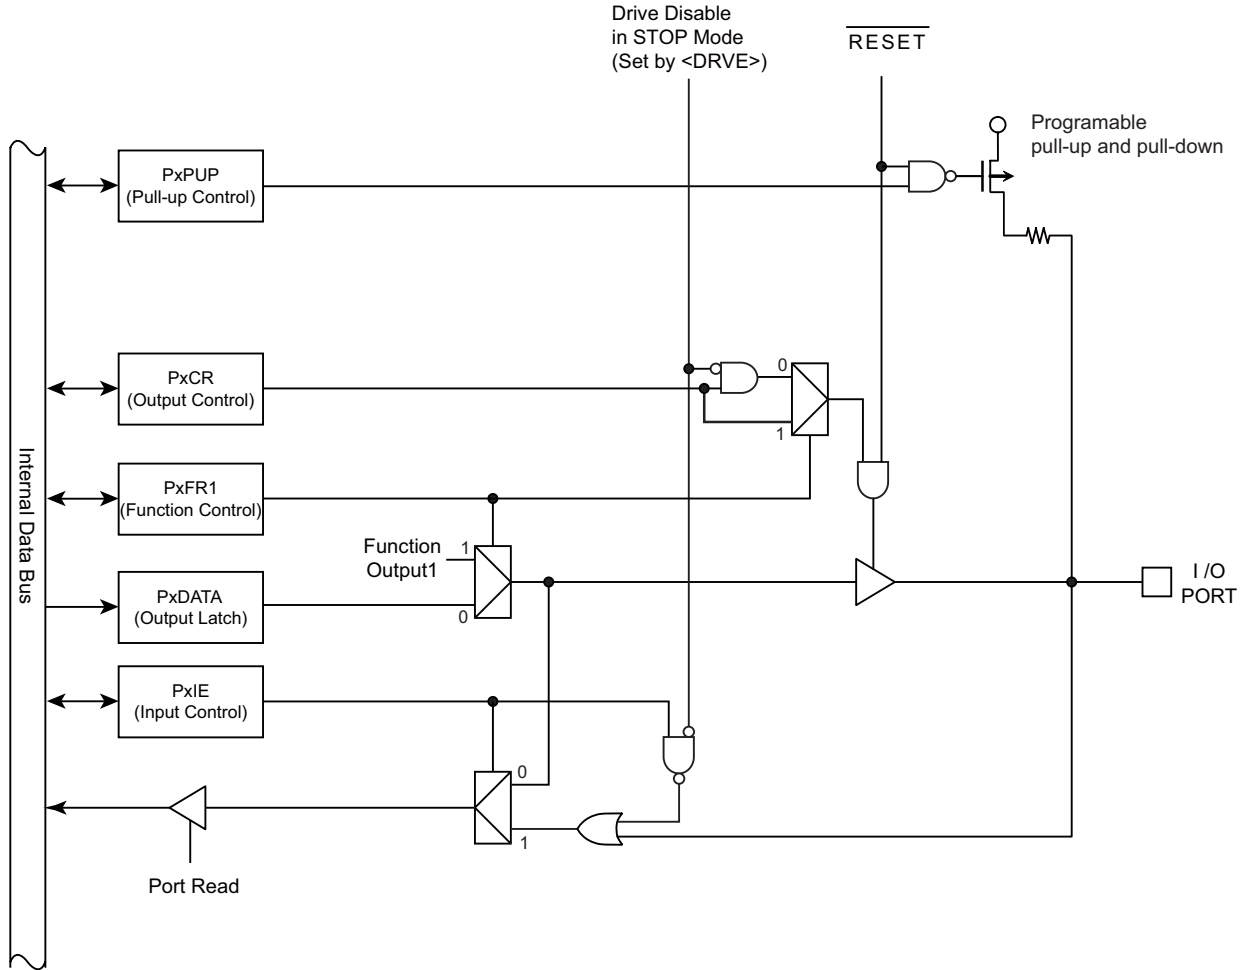 Drive Disable
in STOP Mode
(Set by <DRVE>)
RESET
Programable
pull-up and pull-down
PxPUP
(Pull-up Control)
PxCR
(Output Control)
0
1
Internal Data Bus
PxFR1
(Function Control)
Function
Output1
1
0
PxDATA
(Output Latch)
I /O
PORT
PxIE
(Input Control)
0
1
Port Read